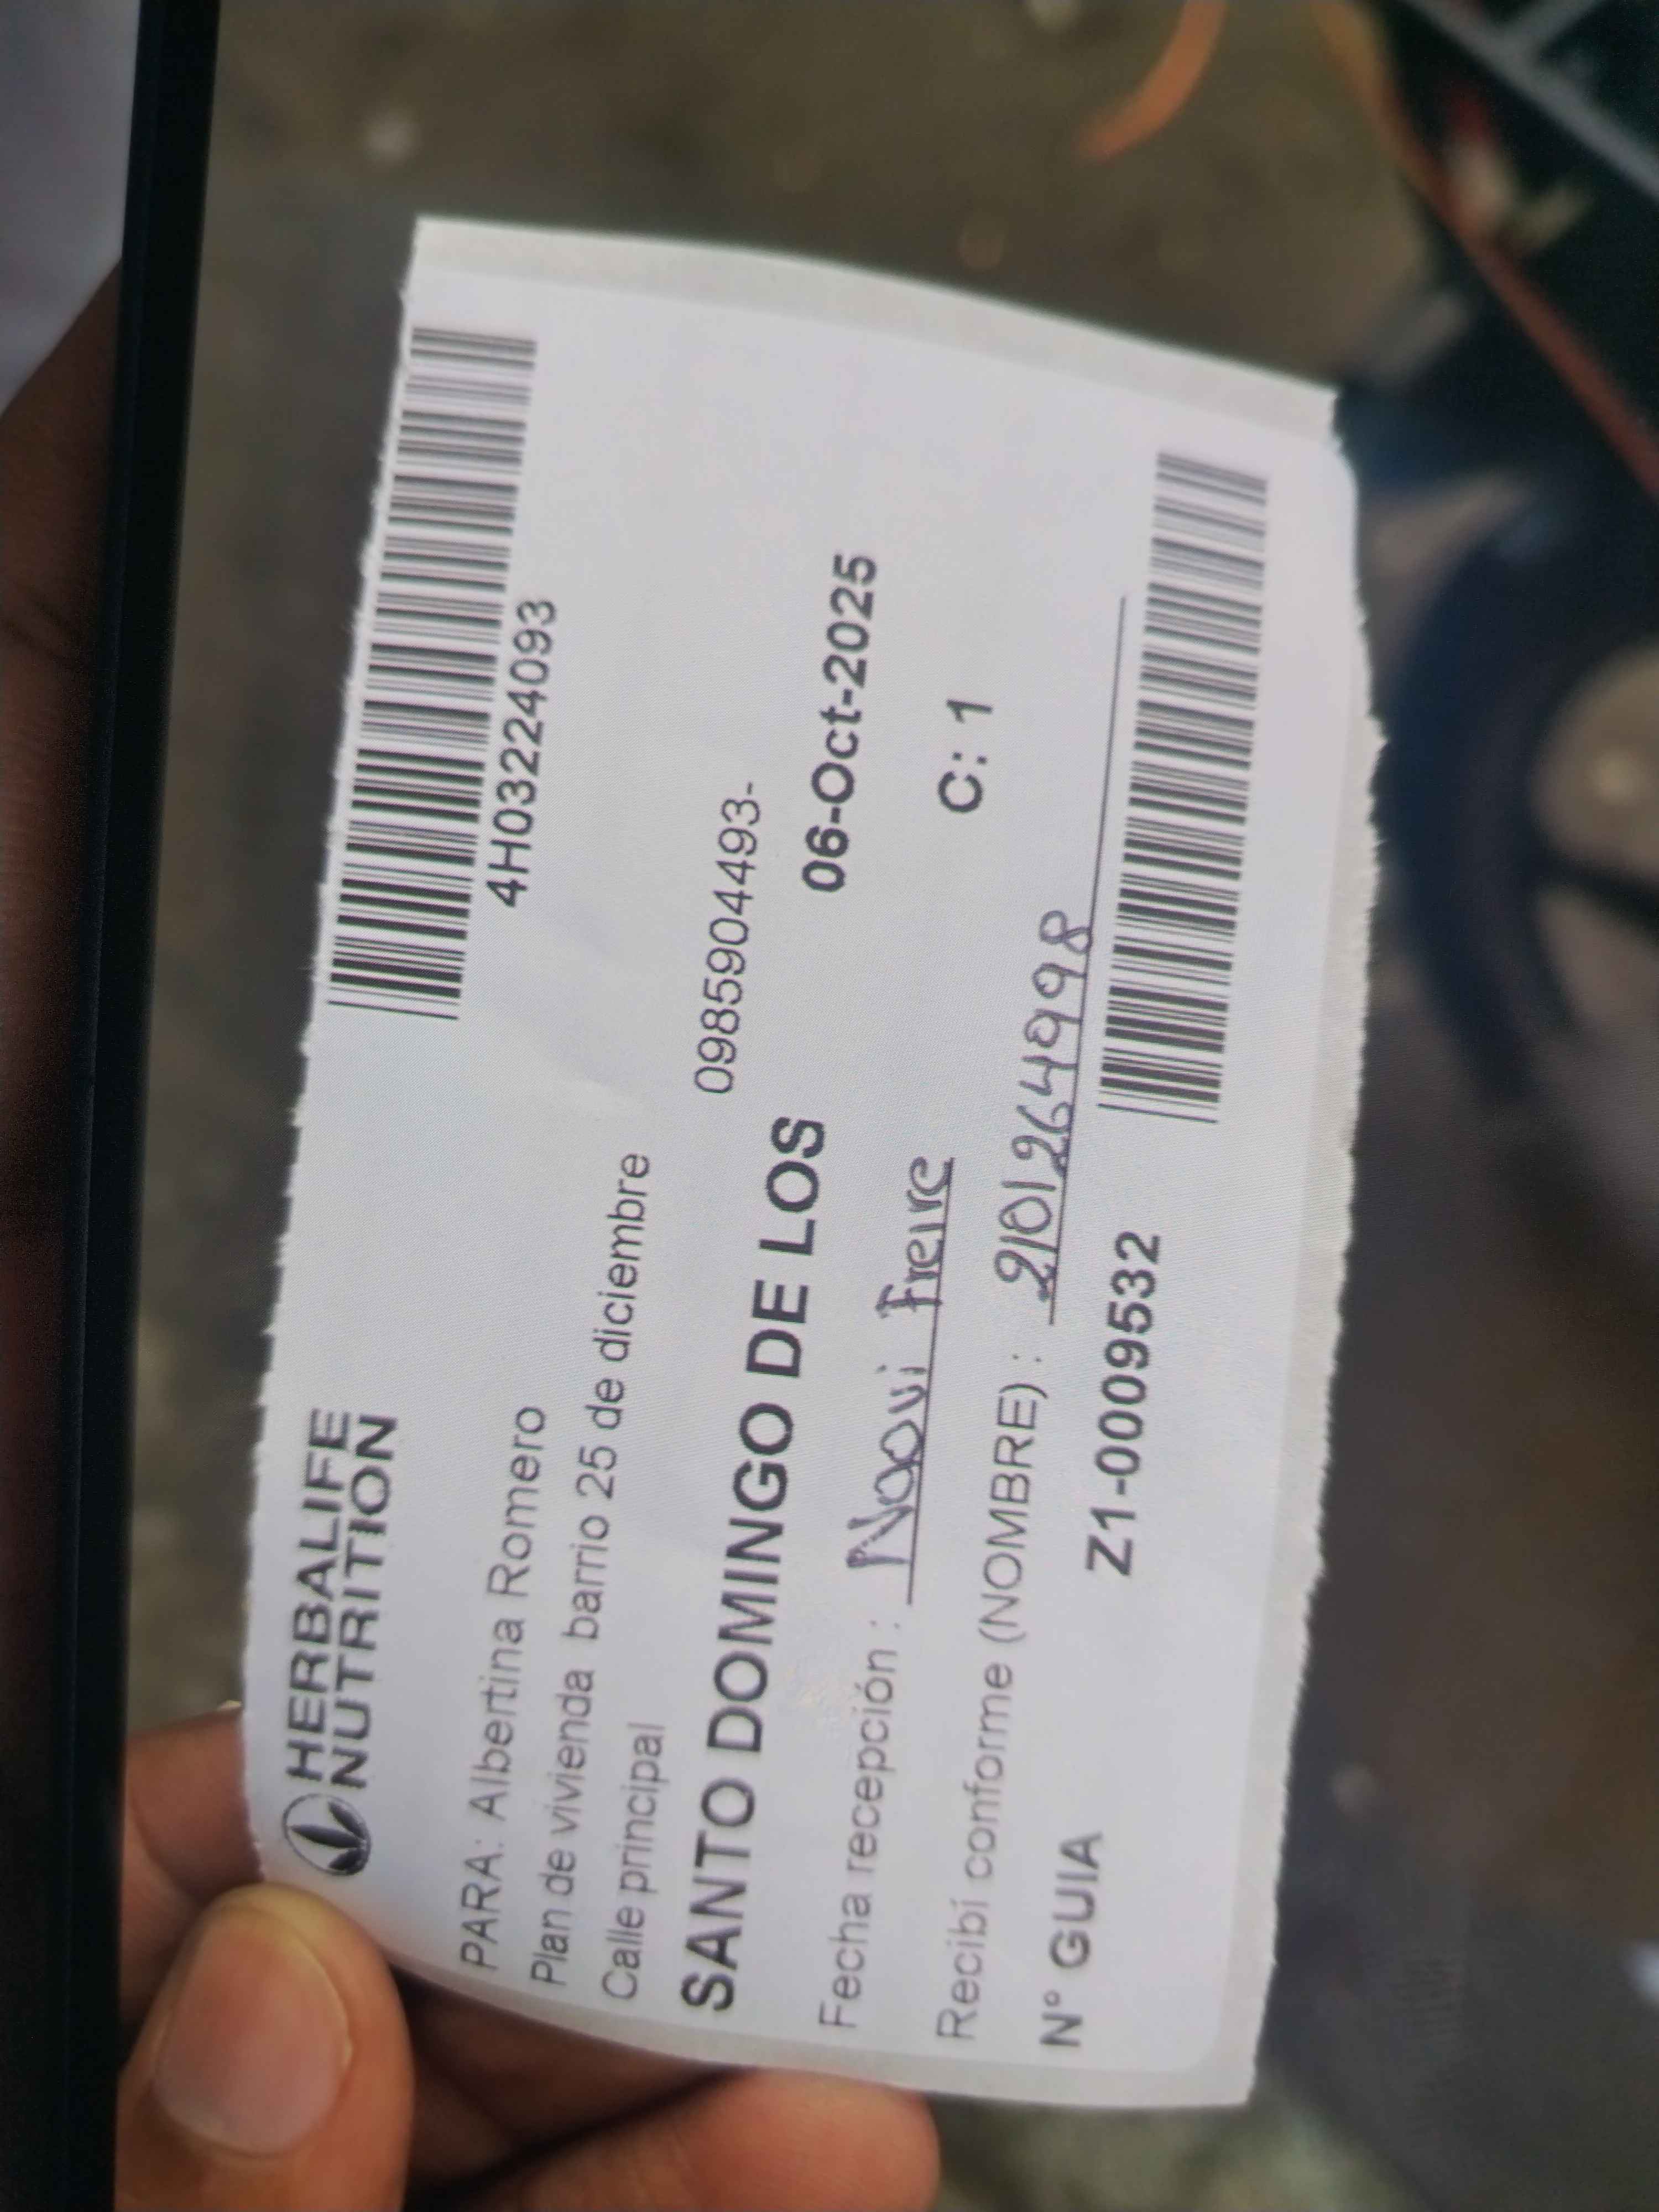 HERBALIFE
NUTRITION
4H03224093
PARA: Albertina Romero
Plan de vivienda barrio 25 de diciembre
Calle principal
0985904493-
SANTO DOMINGO DE LOS
06-Oct-2025
Fecha recepción : Naomi Freire
C: 1
Recibí conforme (NOMBRE) : 2101264998
N° GUIA Z1-0009532